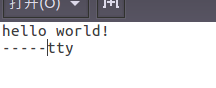 打开(O)
hello world!
-----tty